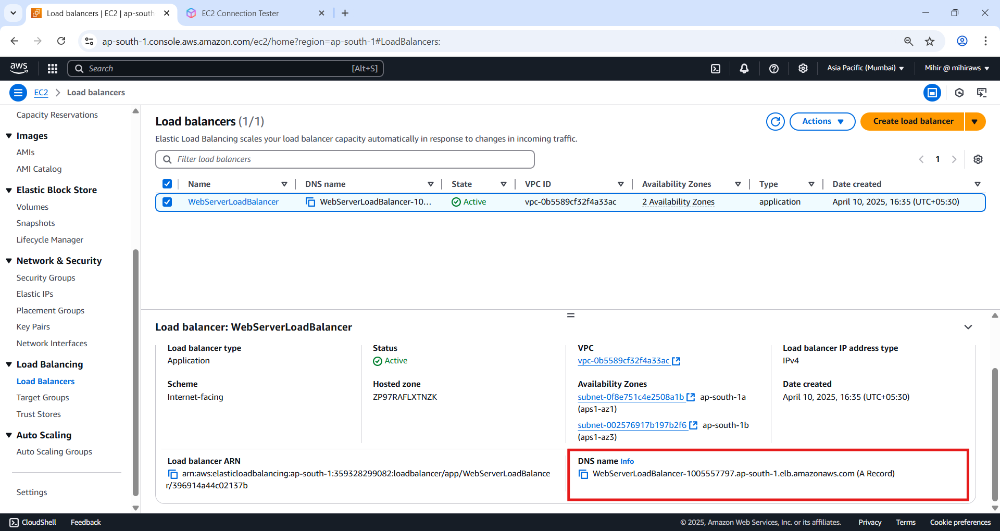 Load balancers | EC2 | ap-south
EC2 Connection Tester
ap-south-1.console.aws.amazon.com/ec2/home?region=ap-south-1#LoadBalancers:
aws
Search
[Alt+S]
Asia Pacific (Mumbai)
Mihir @ mihiraws
EC2
Load balancers
Capacity Reservations
Images
AMIs
AMI Catalog
Elastic Block Store
Volumes
Snapshots
Lifecycle Manager
Network & Security
Security Groups
Elastic IPs
Placement Groups
Key Pairs
Network Interfaces
Load Balancing
Load Balancers
Target Groups
Trust Stores
Auto Scaling
Auto Scaling Groups
Settings
Load balancers (1/1)
Actions
Create load balancer
Elastic Load Balancing scales your load balancer capacity automatically in response to changes in incoming traffic.
Filter load balancers
1
Name DNS name State VPC ID Availability Zones Type Date created
WebServerLoadBalancer WebServerLoadBalancer-10... Active vpc-0b5589cf32f4a33ac 2 Availability Zones application April 10, 2025, 16:35 (UTC+05:30)
Load balancer: WebServerLoadBalancer
Load balancer type
Application
Status
Active
VPC
vpc-0b5589cf32f4a33ac
Load balancer IP address type
IPv4
Scheme
Internet-facing
Hosted zone
ZP97RAFLXTNZK
Availability Zones
subnet-0f8e751c4e2508a1b ap-south-1a
(aps1-az1)
subnet-002576917b197b2f6 ap-south-1b
(aps1-az3)
Date created
April 10, 2025, 16:35 (UTC+05:30)
Load balancer ARN
arn:aws:elasticloadbalancing:ap-south-1:359328299082:loadbalancer/app/WebServerLoadBalance
r/396914a44c02137b
DNS name Info
WebServerLoadBalancer-1005557797.ap-south-1.elb.amazonaws.com (A Record)
CloudShell
Feedback
© 2025, Amazon Web Services, Inc. or its affiliates.
Privacy
Terms
Cookie preferences